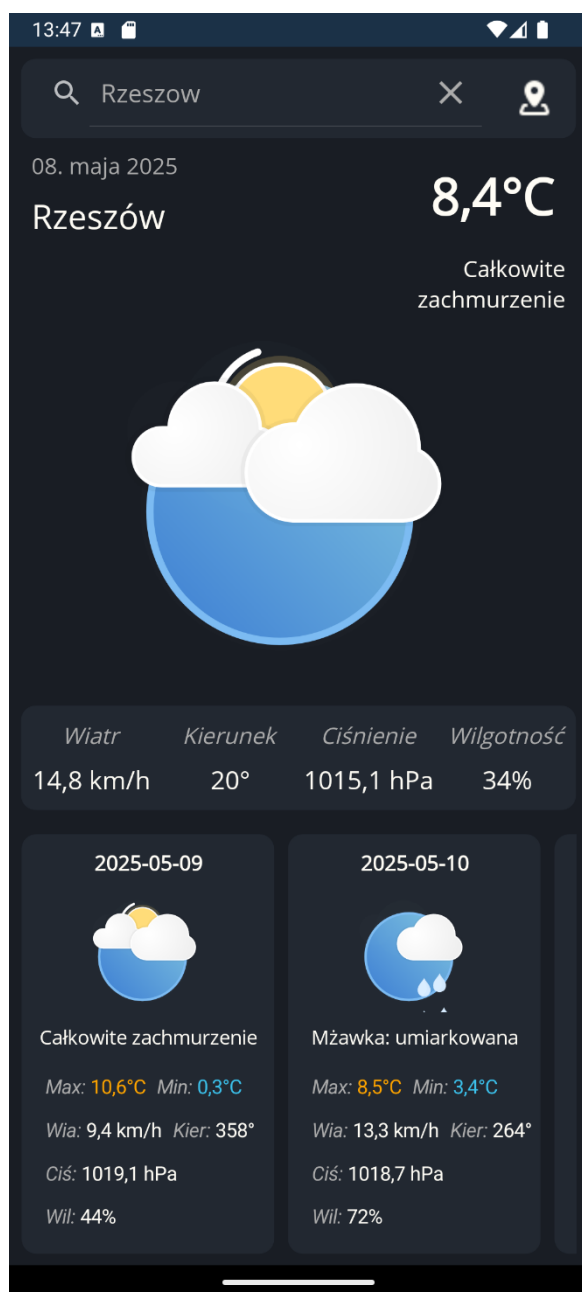 13:47
Rzeszow
08. maja 2025
8,4°C
Rzeszów
Całkowite
zachmurzenie
Wiatr Kierunek Ciśnienie Wilgotność
14,8 km/h 20° 1015,1 hPa 34%
2025-05-09
Całkowite zachmurzenie
Max: 10,6°C Min: 0,3°C
Wia: 9,4 km/h Kier: 358°
Ciś: 1019,1 hPa
Wil: 44%
2025-05-10
Mżawka: umiarkowana
Max: 8,5°C Min: 3,4°C
Wia: 13,3 km/h Kier: 264°
Ciś: 1018,7 hPa
Wil: 72%